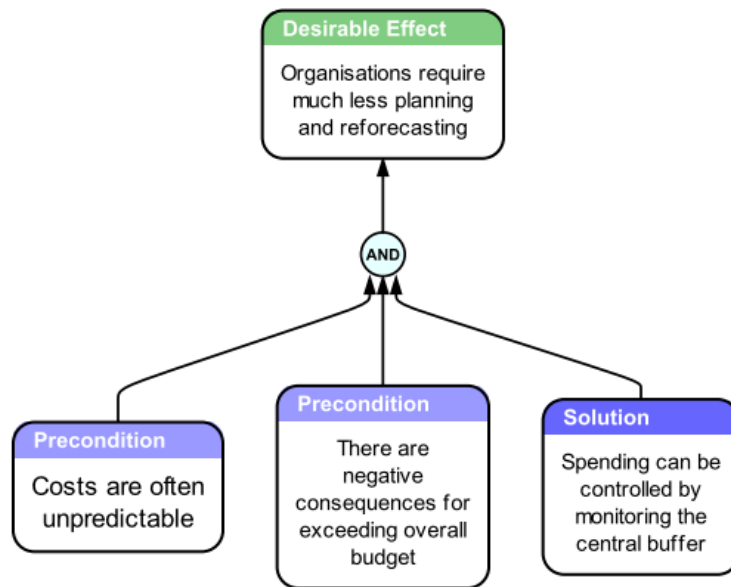 Desirable Effect
Organisations require
much less planning
and reforecasting
AND
Precondition
Costs are often
unpredictable
Precondition
There are
negative
consequences for
exceeding overall
budget
Solution
Spending can be
controlled by
monitoring the
central buffer